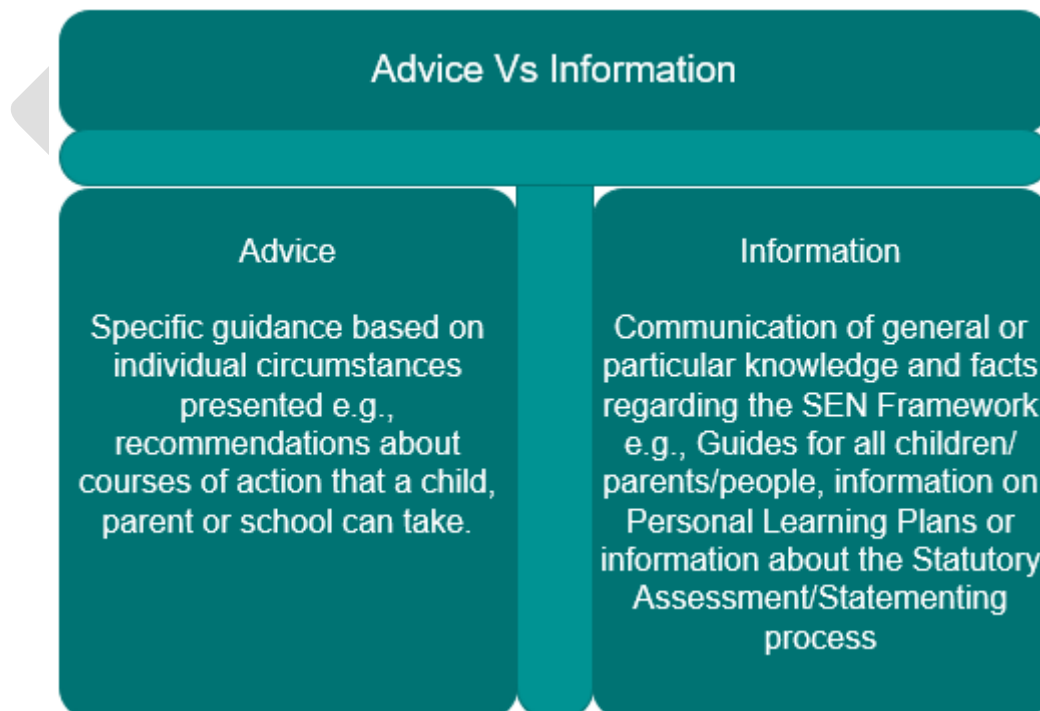 Advice Vs Information
Advice
Specific guidance based on
individual circumstances
presented e.g.,
recommendations about
courses of action that a child,
parent or school can take.
Information
Communication of general or
particular knowledge and facts
regarding the SEN Framework
e.g., Guides for all children/
parents/people, information on
Personal Learning Plans or
information about the Statutory
Assessment/Statementing
process